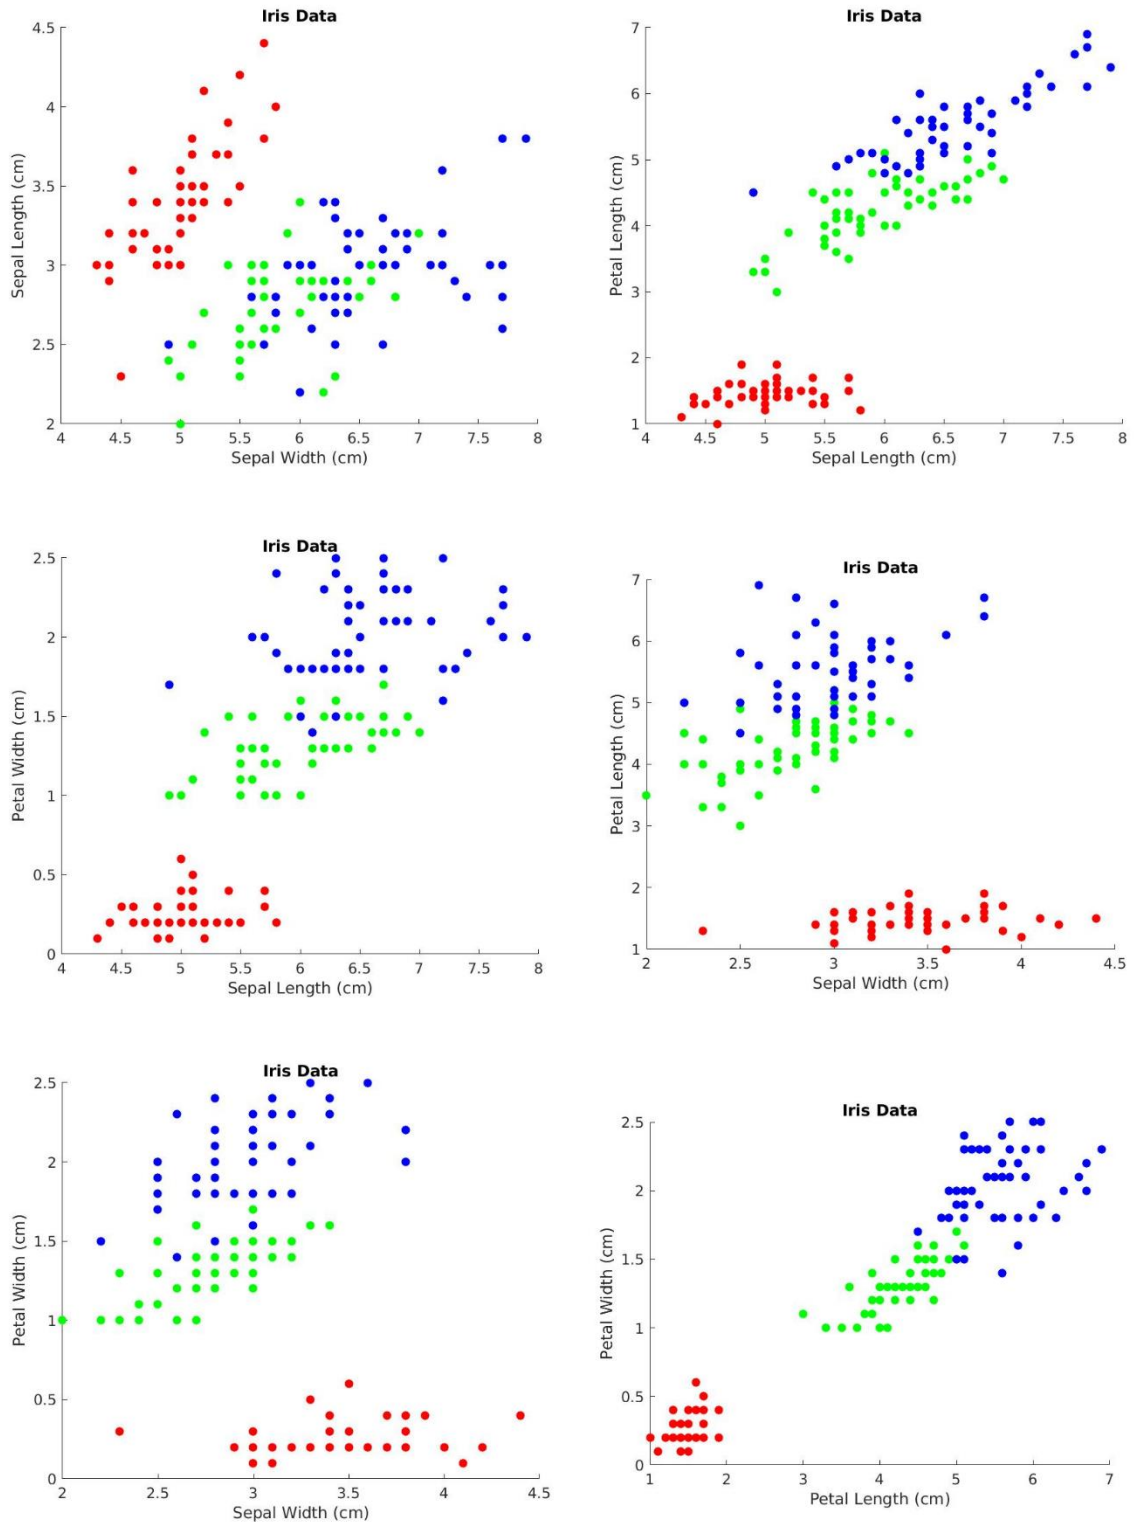 Iris Data
4.5
4
3.5
3
2.5
2
Sepal Length (cm)
4 4.5 5 5.5 6 6.5 7 7.5 8
Sepal Width (cm)
Iris Data
7
6
5
4
3
2
1
Petal Length (cm)
4 4.5 5 5.5 6 6.5 7 7.5 8
Sepal Length (cm)
Iris Data
2.5
2
1.5
1
0.5
0
Petal Width (cm)
4 4.5 5 5.5 6 6.5 7 7.5 8
Sepal Length (cm)
Iris Data
7
6
5
4
3
2
1
Petal Length (cm)
2 2.5 3 3.5 4 4.5
Sepal Width (cm)
Iris Data
2.5
2
1.5
1
0.5
0
Petal Width (cm)
2 2.5 3 3.5 4 4.5
Sepal Width (cm)
Iris Data
2.5
2
1.5
1
0.5
0
Petal Width (cm)
1 2 3 4 5 6 7
Petal Length (cm)